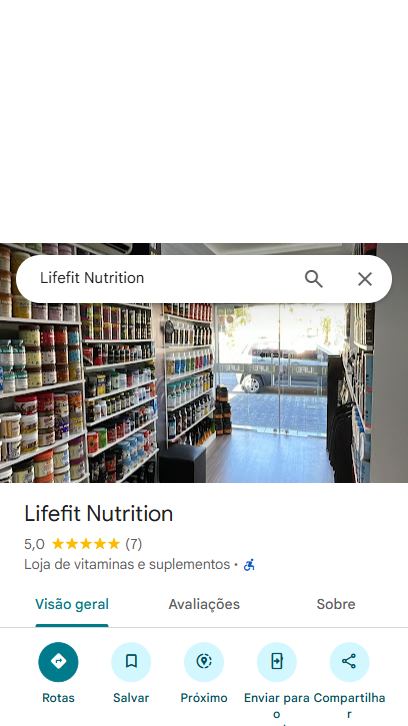 Lifefit Nutrition
Lifefit Nutrition
5,0 (7)
Loja de vitaminas e suplementos ·
Visão geral Avaliações Sobre
Rotas Salvar Próximo Enviar para o Compartilhar